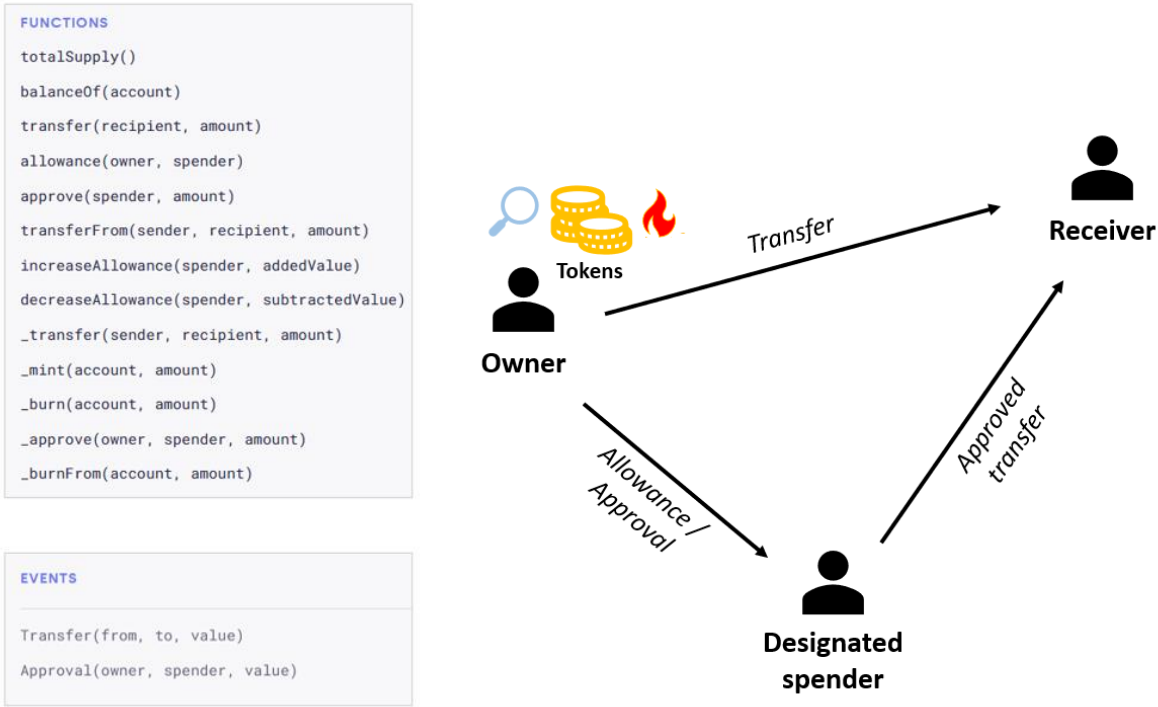 FUNCTIONS
totalSupply()
balanceOf(account)
transfer(recipient, amount)
allowance(owner, spender)
approve(spender, amount)
transferFrom(sender, recipient, amount)
increaseAllowance(spender, addedValue)
decreaseAllowance(spender, subtractedValue)
_transfer(sender, recipient, amount)
_mint(account, amount)
_burn(account, amount)
_approve(owner, spender, amount)
_burnFrom(account, amount)
EVENTS
Transfer(from, to, value)
Approval(owner, spender, value)
Tokens
Owner
Transfer
Receiver
Allowance /
Approval
Approved
transfer
Designated
spender